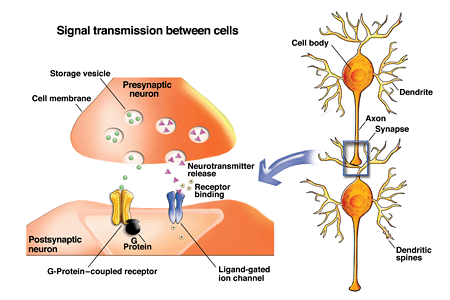 Signal transmission between cells
Storage vesicle
Cell membrane
Presynaptic
neuron
Neurotransmitter
release
Receptor
binding
Postsynaptic
neuron
G
Protein
G-Protein–coupled receptor
Ligand-gated
ion channel
Cell body
Dendrite
Axon
Synapse
Dendritic
spines